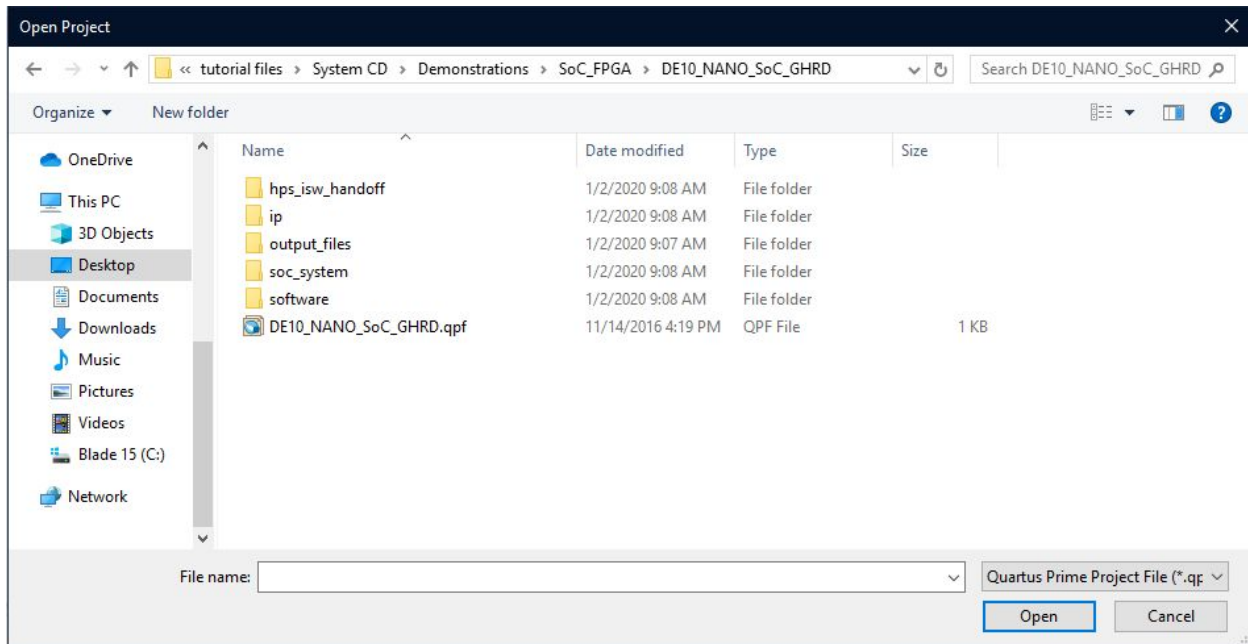 Open Project
« tutorial files › System CD › Demonstrations › SoC_FPGA › DE10_NANO_SoC_GHRD
Search DE10_NANO_SoC_GHRD
Organize New folder
Name Date modified Type Size
OneDrive
This PC
3D Objects
Desktop
Documents
Downloads
Music
Pictures
Videos
Blade 15 (C:)
Network
hps_isw_handoff 1/2/2020 9:08 AM File folder
ip 1/2/2020 9:08 AM File folder
output_files 1/2/2020 9:07 AM File folder
soc_system 1/2/2020 9:08 AM File folder
software 1/2/2020 9:08 AM File folder
DE10_NANO_SoC_GHRD.qpf 11/14/2016 4:19 PM QPF File 1 KB
File name:
Quartus Prime Project File (*.qp
Open Cancel